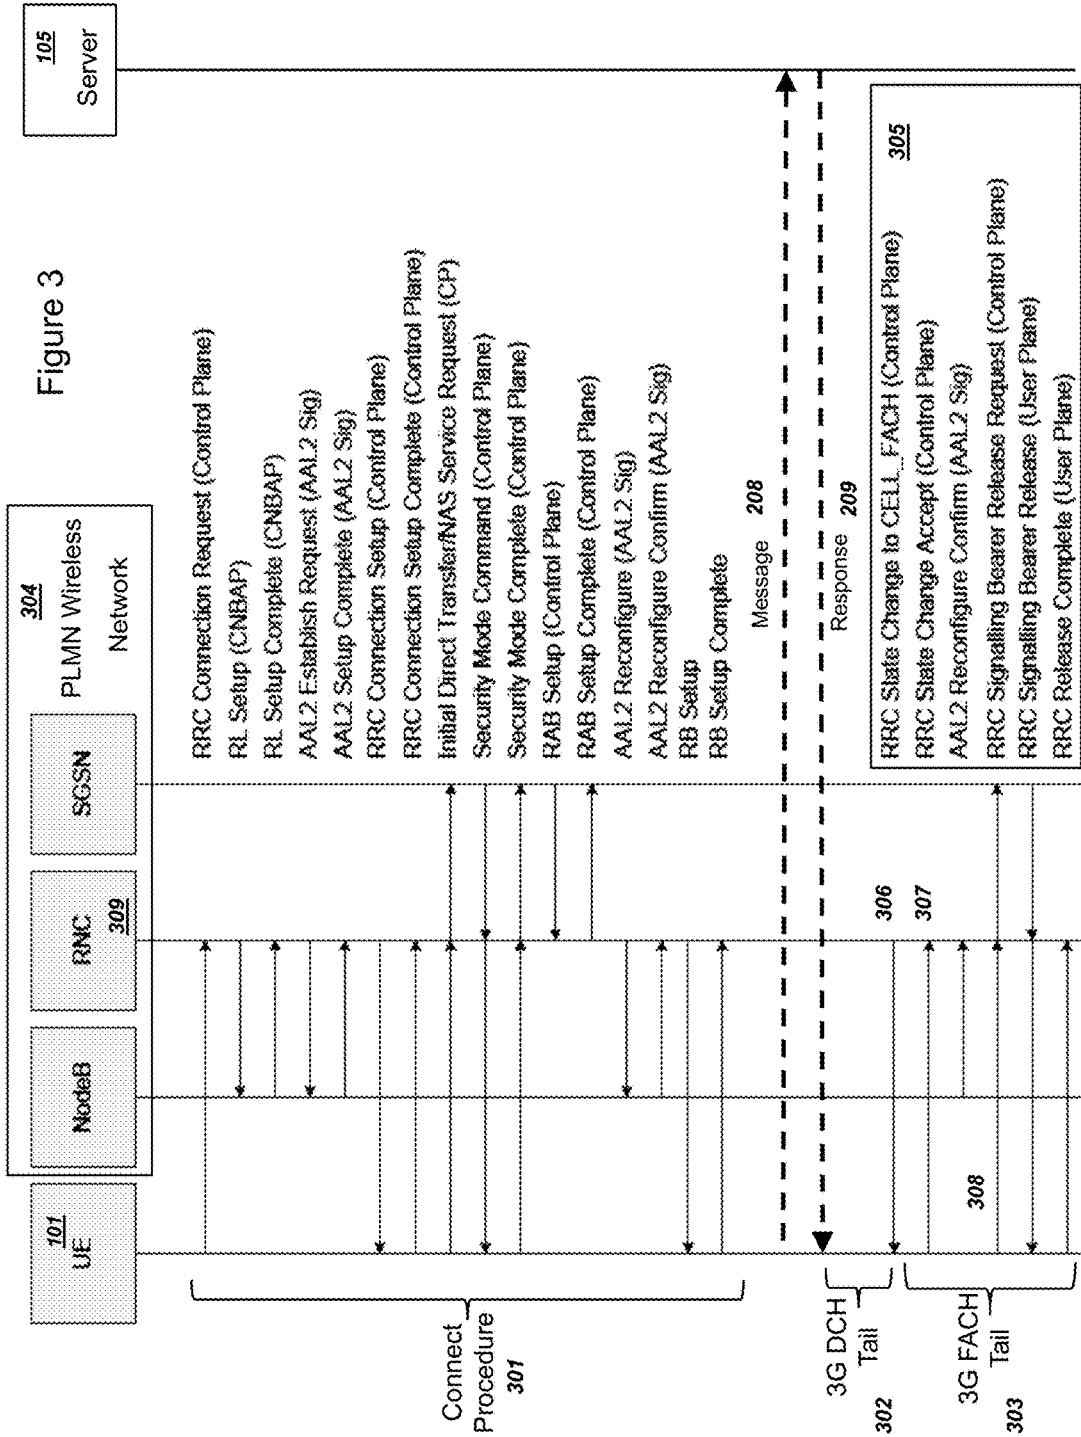 Figure 3
304
PLMN Wireless
Network
101
UE
NodeB
RNC
309
SGSN
105
Server
RRC Connection Request (Control Plane)
RL Setup (CNBAP)
RL Setup Complete (CNBAP)
AAL2 Establish Request (AAL2 Sig)
AAL2 Setup Complete (AAL2 Sig)
RRC Connection Setup (Control Plane)
RRC Connection Setup Complete (Control Plane)
Initial Direct Transfer/NAS Service Request (CP)
Security Mode Command (Control Plane)
Security Mode Complete (Control Plane)
RAB Setup (Control Plane)
RAB Setup Complete (Control Plane)
AAL2 Reconfigure (AAL2 Sig)
AAL2 Reconfigure Confirm (AAL2 Sig)
RB Setup
RB Setup Complete
Connect
Procedure
301
Message 208
Response 209
3G DCH
Tail
302
3G FACH
Tail
303
306
307
308
305
RRC State Change to CELL_FACH (Control Plane)
RRC State Change Accept (Control Plane)
AAL2 Reconfigure Confirm (AAL2 Sig)
RRC Signalling Bearer Release Request (Control Plane)
RRC Signalling Bearer Release (User Plane)
RRC Release Complete (User Plane)